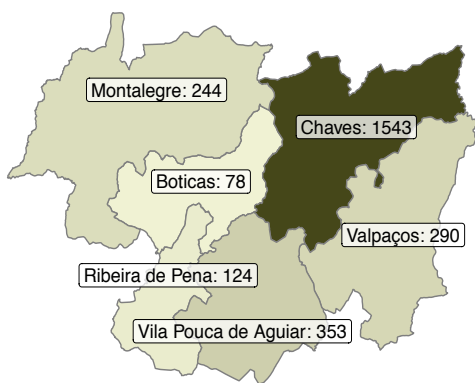 Montalegre: 244
Chaves: 1543
Boticas: 78
Valpaços: 290
Ribeira de Pena: 124
Vila Pouca de Aguiar: 353